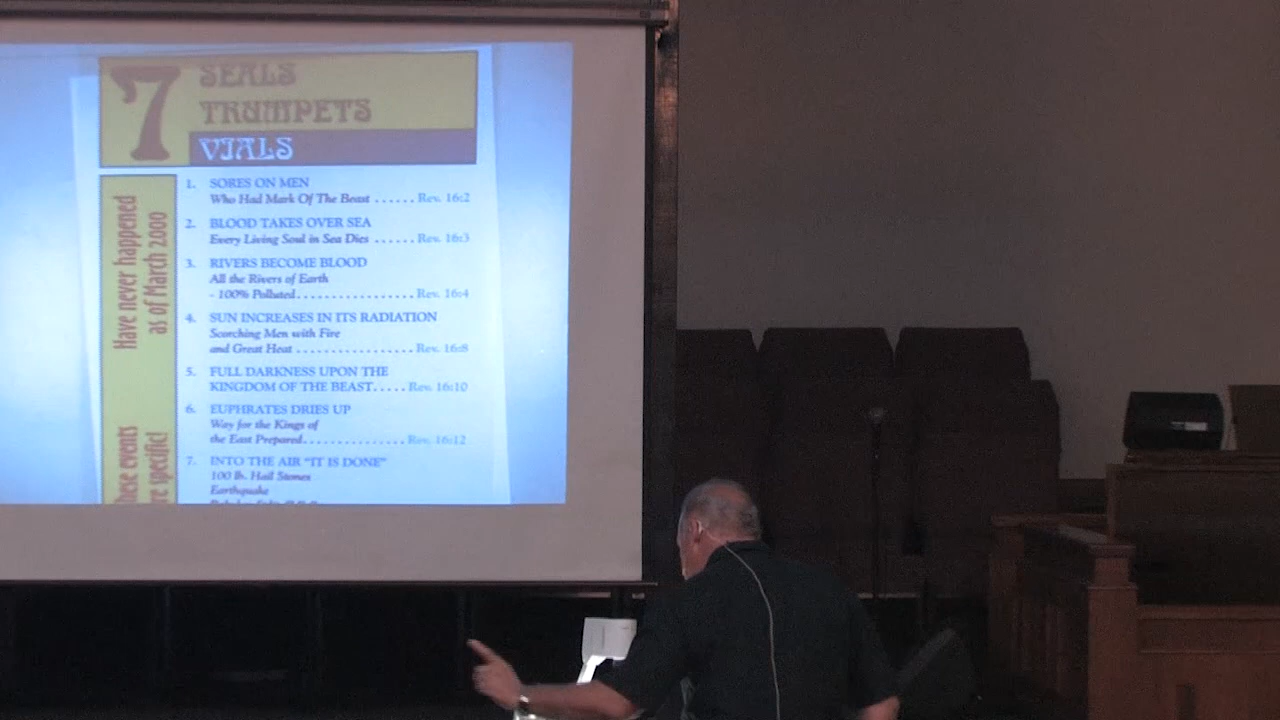 7
SEALS
TRUMPETS
VIALS
Have never happened
as of March 2000
hese events
re specific!
1. SORES ON MEN
Who Had Mark Of The Beast ...... Rev. 16:2
2. BLOOD TAKES OVER SEA
Every Living Soul in Sea Dies ...... Rev. 16:3
3. RIVERS BECOME BLOOD
All the Rivers of Earth
- 100% Polluted................. Rev. 16:4
4. SUN INCREASES IN ITS RADIATION
Scorching Men with Fire
and Great Heat .................. Rev. 16:8
5. FULL DARKNESS UPON THE
KINGDOM OF THE BEAST..... Rev. 16:10
6. EUPHRATES DRIES UP
Way for the Kings of
the East Prepared............... Rev. 16:12
7. INTO THE AIR "IT IS DONE"
100 lb. Hail Stones
Earthquake